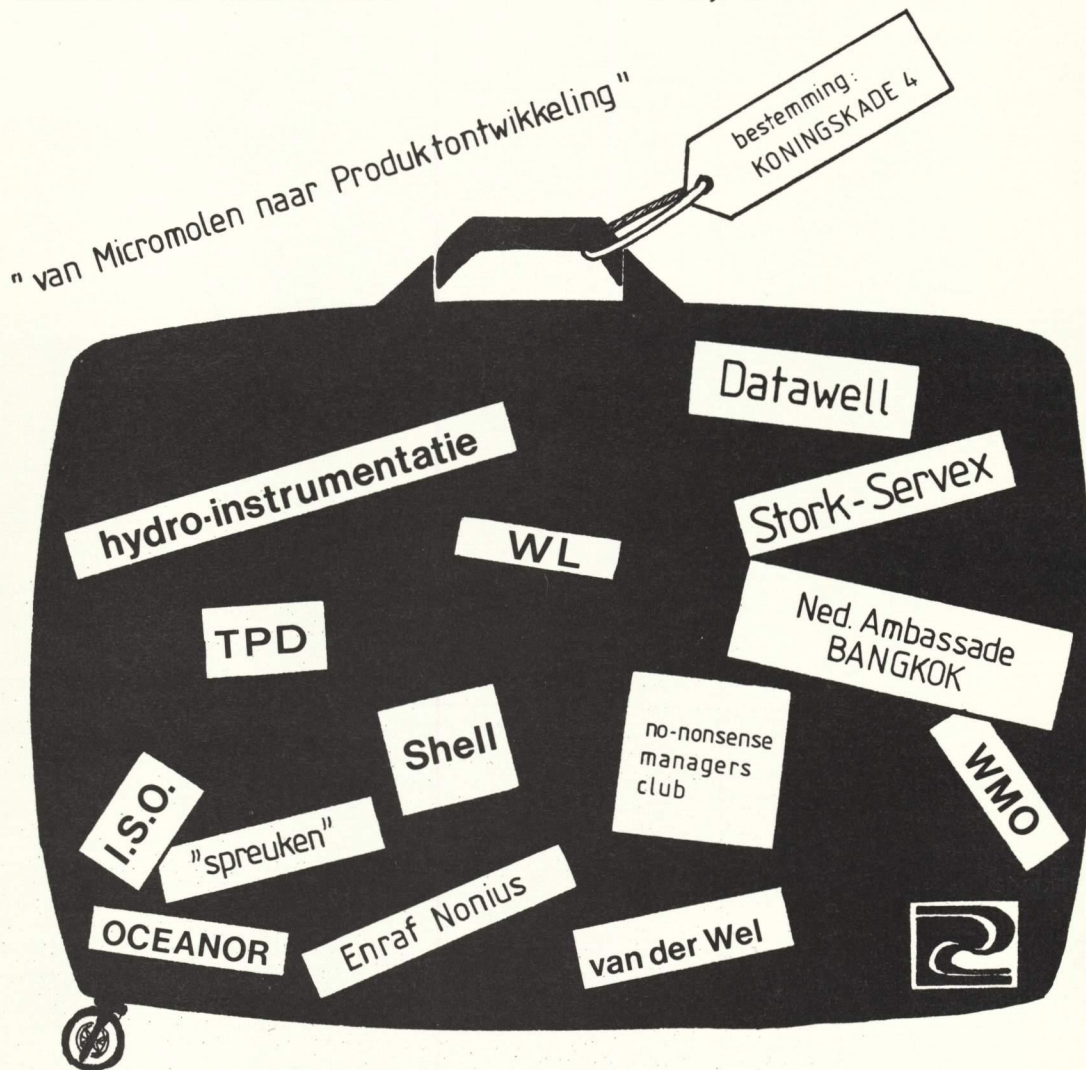 "van Micromolen naar Produktontwikkeling"
bestemming:
KONINGSKADE 4
Datawell
hydro-instrumentatie
Stork-Servex
WL
Ned. Ambassade
BANGKOK
TPD
Shell
no-nonsense
managers
club
WMO
I.S.O.
"spreuken"
OCEANOR
Enraf Nonius
van der Wel